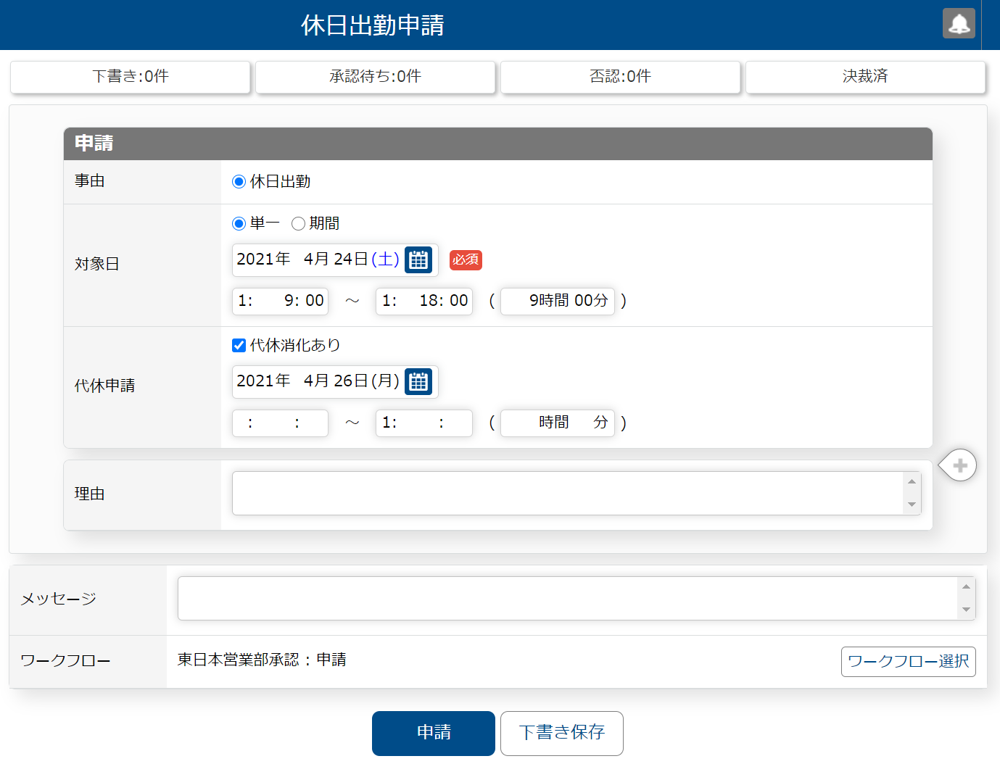 休日出勤申請
下書き:0件 承認待ち:0件 否認:0件 決裁済
申請
事由 休日出勤
単一 期間
対象日
2021年 4月 24日(土) 必須
1: 9: 00 ～ 1: 18: 00 ( 9時間 00分 )
代休消化あり
代休申請
2021年 4月 26日(月)
: : ～ 1: : ( 時間 分 )
理由
メッセージ
ワークフロー 東日本営業部承認：申請 ワークフロー選択
申請 下書き保存